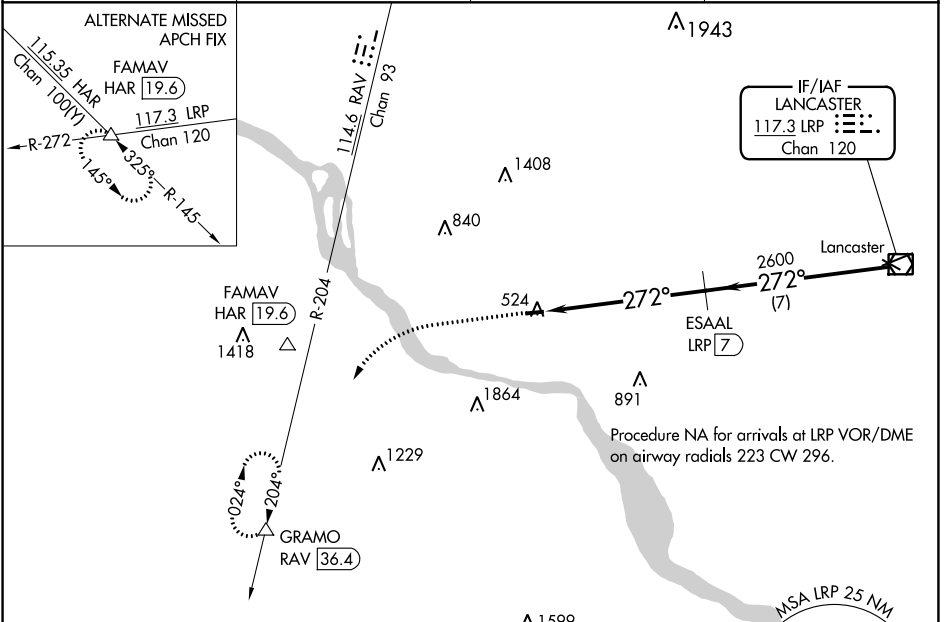 ALTERNATE MISSED
APCH FIX
115.35 HAR
Chan 100(Y)
FAMAV
HAR 19.6
117.3 LRP
Chan 120
R-272
325°
145°
R-145
114.6 RAV
Chan 93
R-204
1943
IF/IAF
LANCASTER
117.3 LRP
Chan 120
1408
840
Lancaster
2600
272°
(7)
272°
524
ESAAL
LRP 7
FAMAV
HAR 19.6
1418
1864
891
Procedure NA for arrivals at LRP VOR/DME
on airway radials 223 CW 296.
1229
024°
204°
GRAMO
RAV 36.4
MSA LRP 25 NM
1599